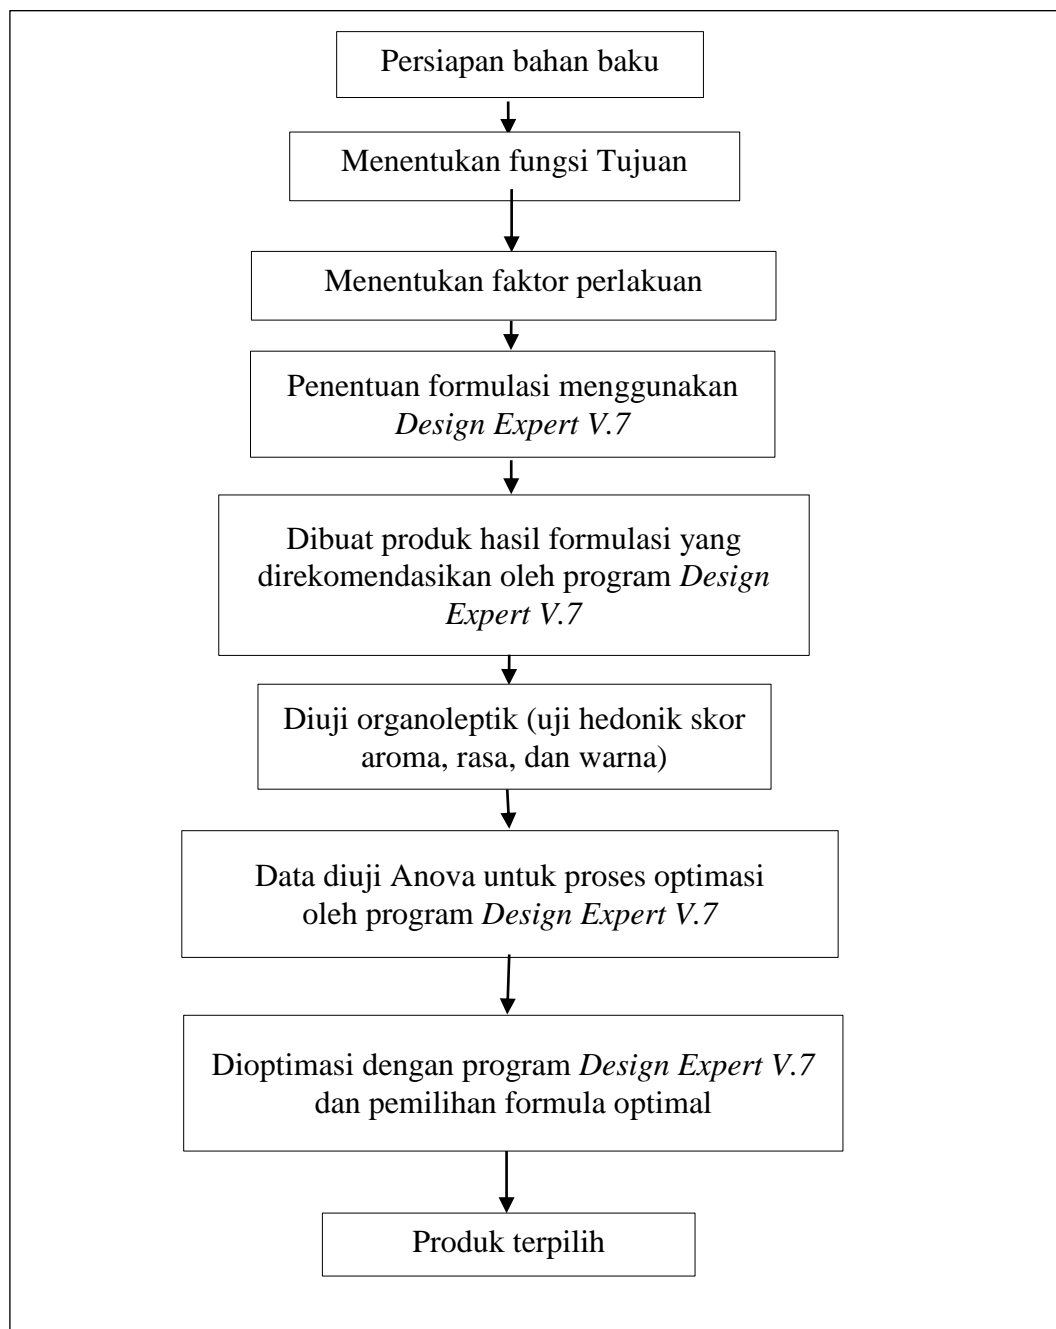 Persiapan bahan baku
Menentukan fungsi Tujuan
Menentukan faktor perlakuan
Penentuan formulasi menggunakan
Design Expert V.7
Dibuat produk hasil formulasi yang
direkomendasikan oleh program Design
Expert V.7
Diuji organoleptik (uji hedonik skor
aroma, rasa, dan warna)
Data diuji Anova untuk proses optimasi
oleh program Design Expert V.7
Dioptimasi dengan program Design Expert V.7
dan pemilihan formula optimal
Produk terpilih